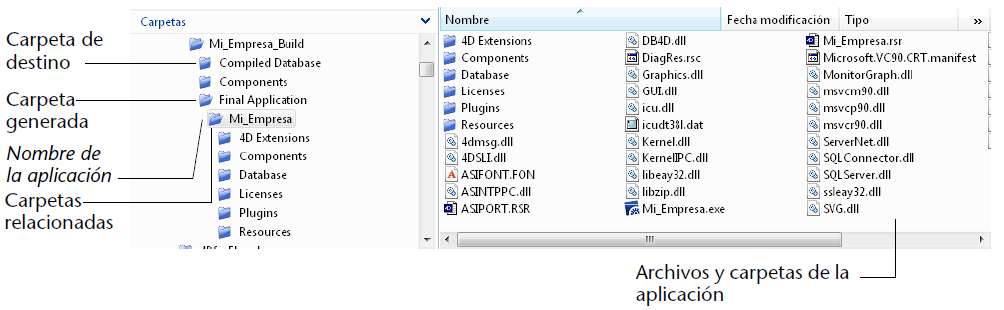 Carpetas
Mi_Empresa_Build
Compiled Database
Components
Final Application
Mi_Empresa
4D Extensions
Components
Database
Licenses
Plugins
Resources
Carpeta de
destino
Carpeta
generada
Nombre de
la aplicación
Carpetas
relacionadas
Nombre
Fecha modificación
Tipo
»
4D Extensions
Components
Database
Licenses
Plugins
Resources
4dmsg.dll
4DSLI.dll
ASIFONT.FON
ASINTPPC.dll
ASIPORT.RSR
DB4D.dll
DiagRes.rsc
Graphics.dll
GUI.dll
icu.dll
icudt38l.dat
Kernel.dll
KernelIPC.dll
libeay32.dll
libzip.dll
Mi_Empresa.exe
Mi_Empresa.rsr
Microsoft.VC90.CRT.manifest
MonitorGraph.dll
msvcm90.dll
msvcp90.dll
msvcr90.dll
ServerNet.dll
SQLConnector.dll
SQLServer.dll
ssleay32.dll
SVG.dll
Archivos y carpetas de la
aplicación